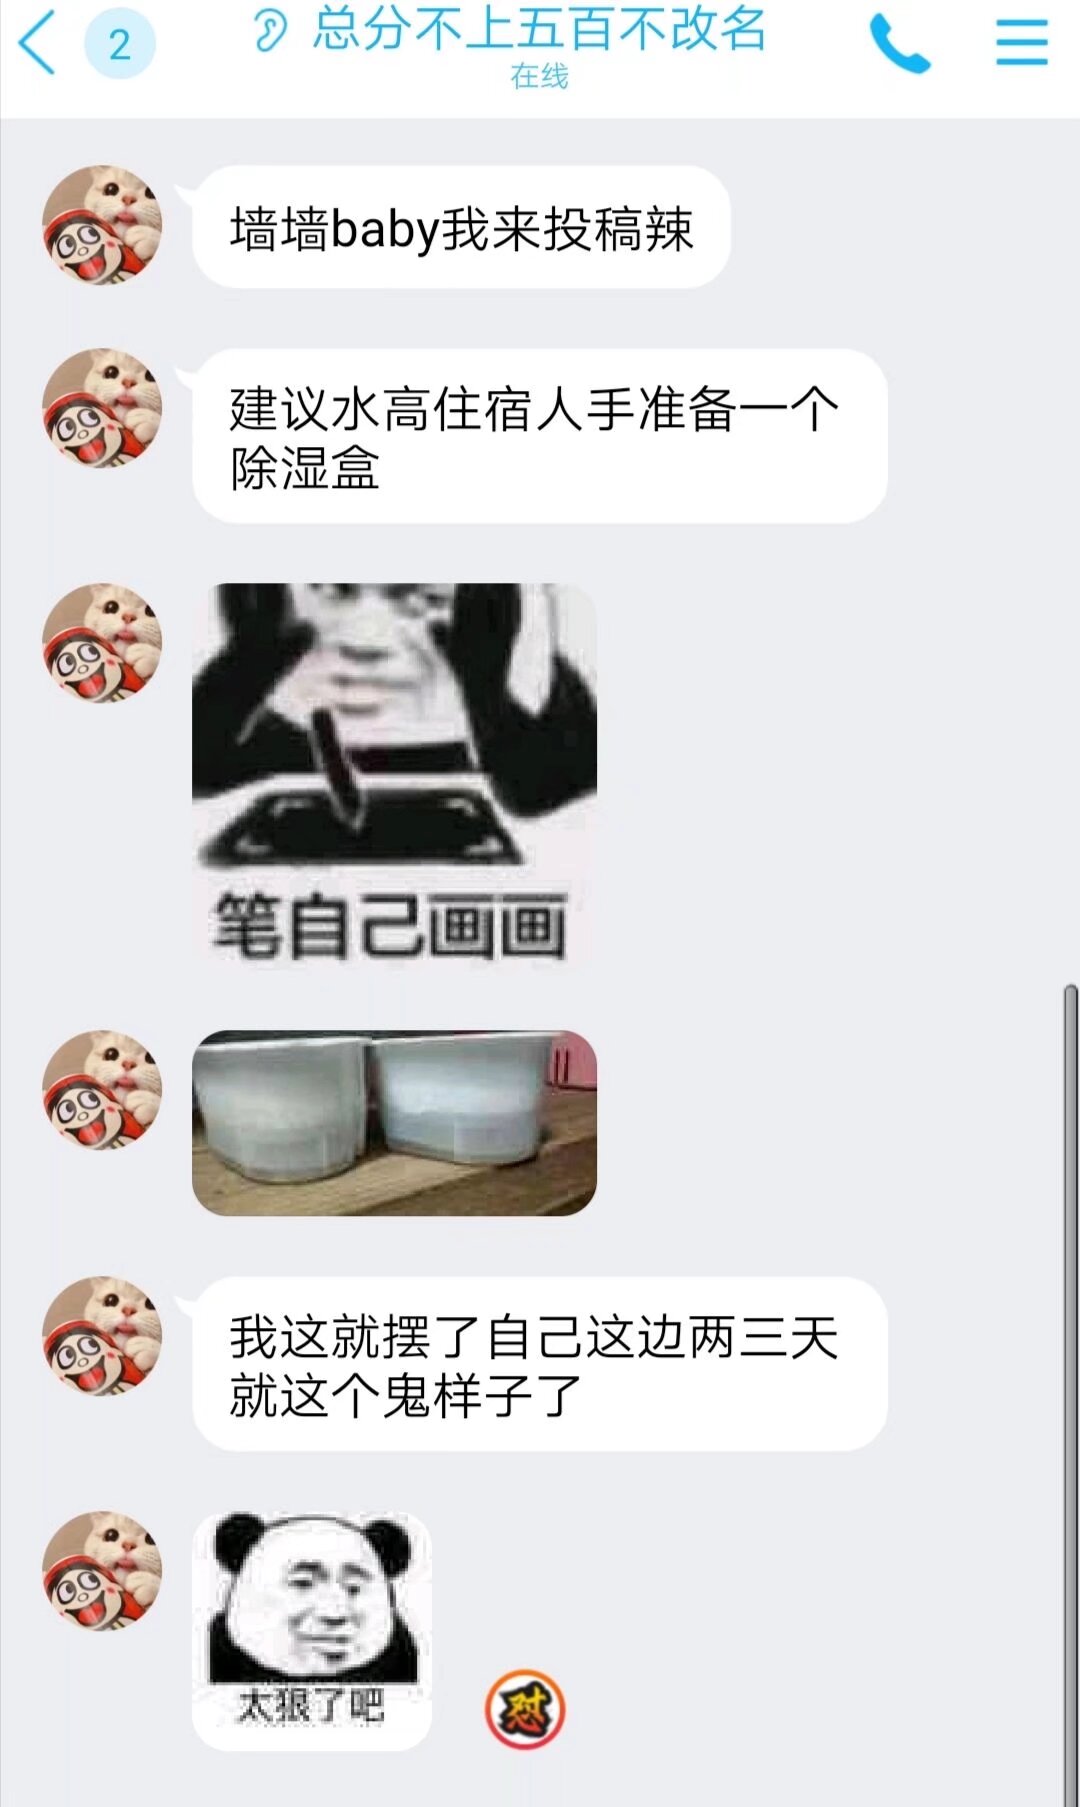 2
总分不上五百不改名
在线
墙墙baby我来投稿辣
建议水高住宿人手准备一个
除湿盒
笔自己画画
我这就摆了自己这边两三天
就这个鬼样子了
太狠了吧
怼